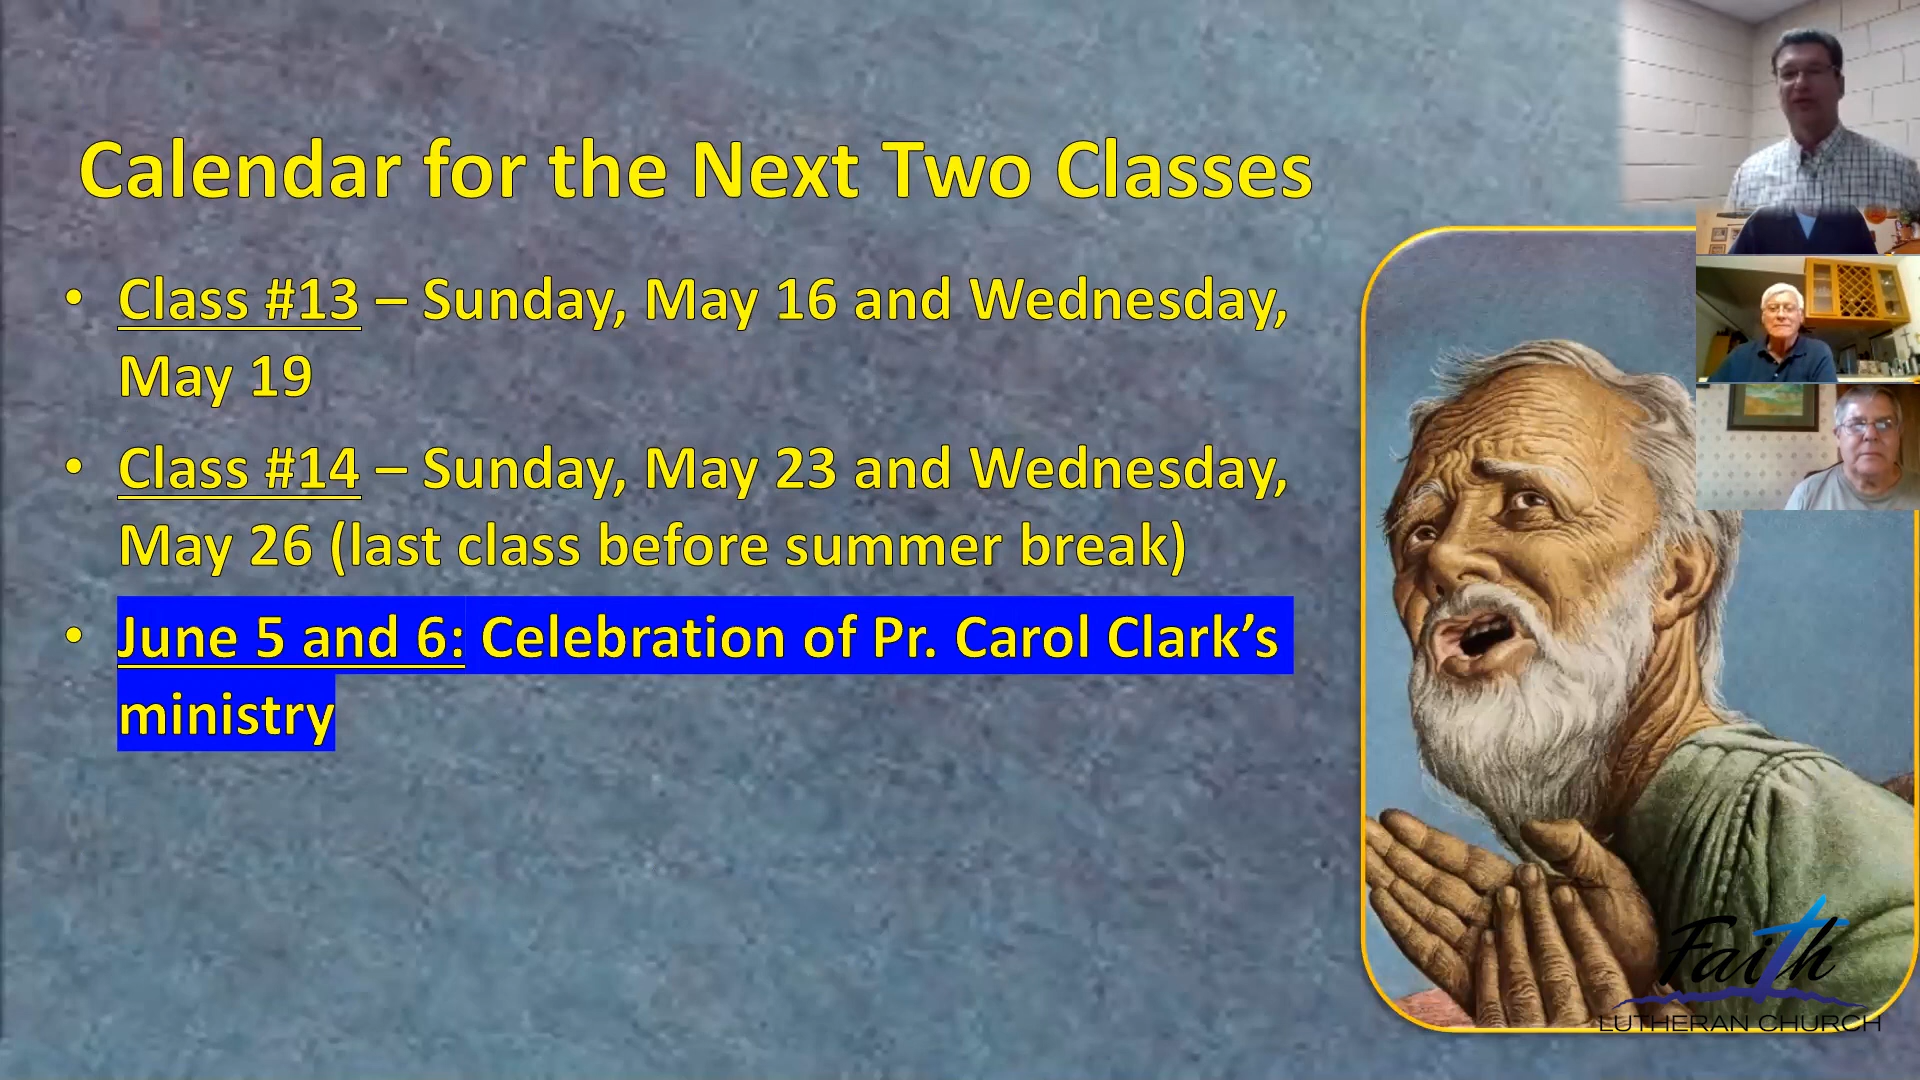 Calendar for the Next Two Classes
• Class #13 – Sunday, May 16 and Wednesday,
May 19
• Class #14 – Sunday, May 23 and Wednesday,
May 26 (last class before summer break)
• June 5 and 6: Celebration of Pr. Carol Clark’s
ministry
Faith
LUTHERAN CHURCH